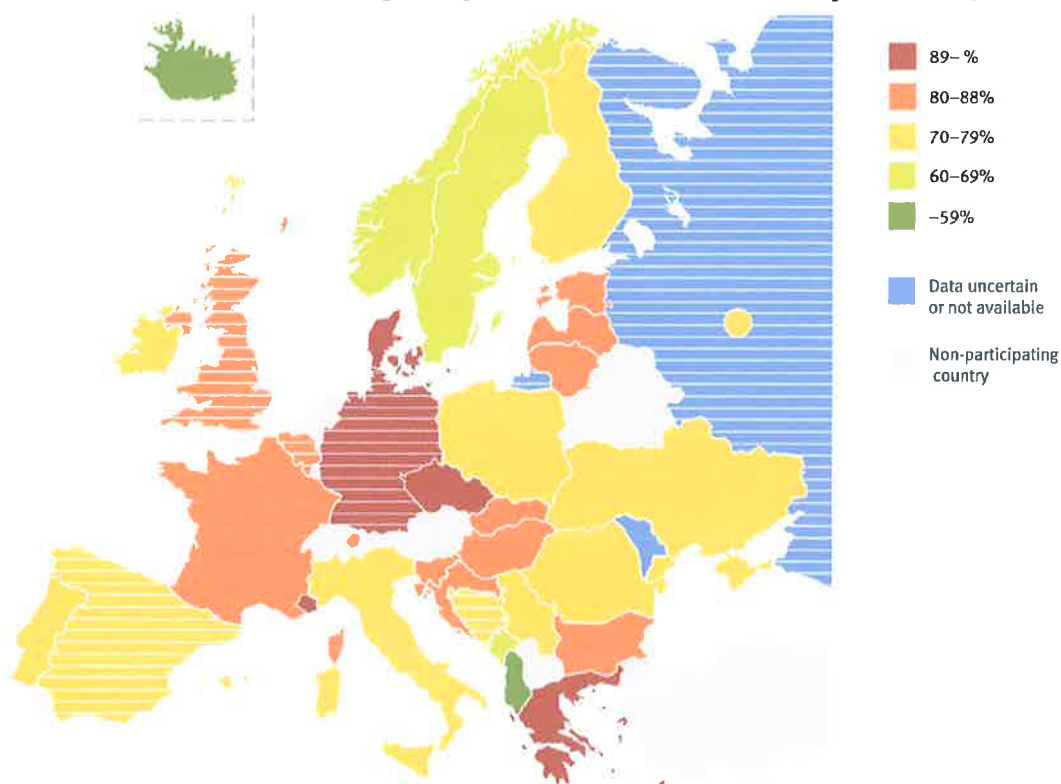 89– %
80–88%
70–79%
60–69%
–59%
Data uncertain
or not available
Non-participating
country